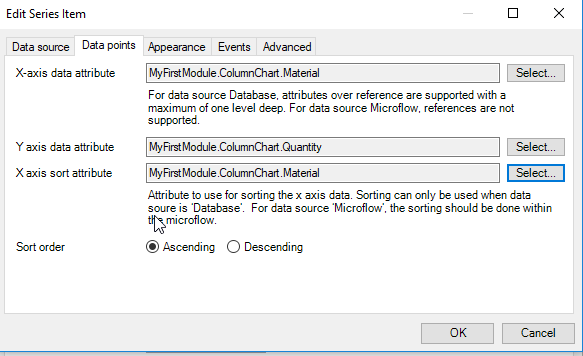 Edit Series Item
Data source Data points Appearance Events Advanced
X-axis data attribute MyFirstModule.ColumnChart.Material Select...
For data source Database, attributes over reference are supported with a
maximum of one level deep. For data source Microflow, references are not
supported.
Y axis data attribute MyFirstModule.ColumnChart.Quantity Select...
X axis sort attribute MyFirstModule.ColumnChart.Material Select...
Attribute to use for sorting the x axis data. Sorting can only be used when data
soure is 'Database'. For data source 'Microflow', the sorting should be done within
the microflow.
Sort order Ascending Descending
OK Cancel